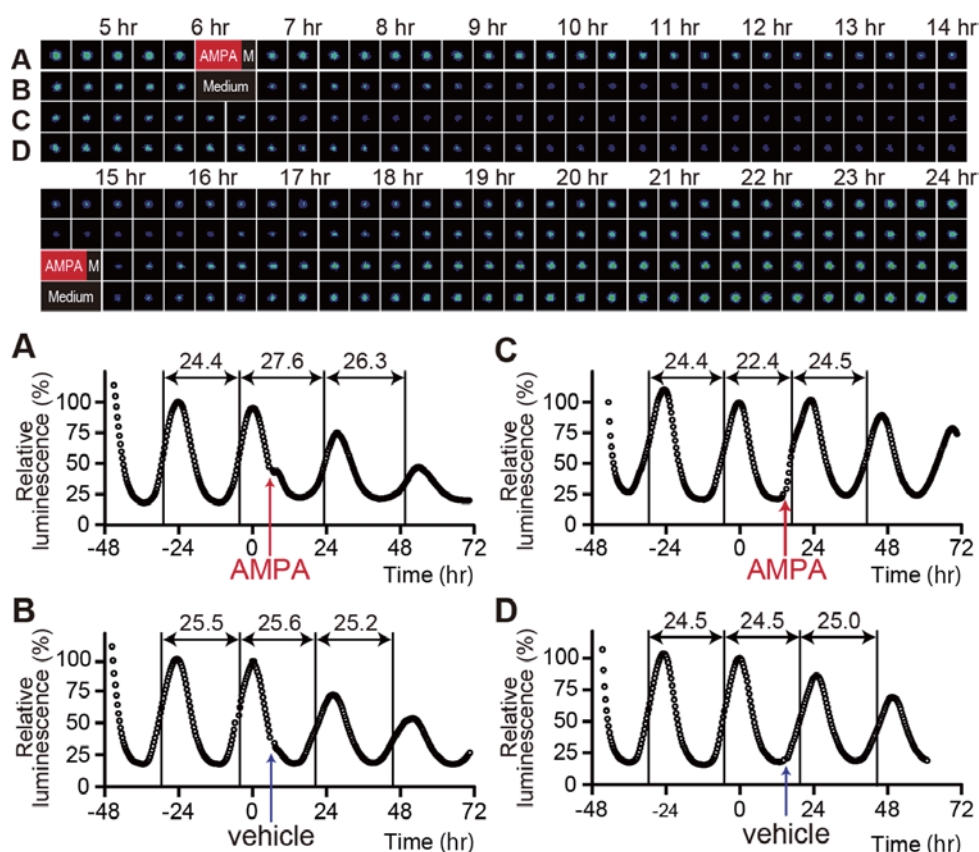 5 hr 6 hr 7 hr 8 hr 9 hr 10 hr 11 hr 12 hr 13 hr 14 hr
A AMPA M
B Medium
C
D
15 hr 16 hr 17 hr 18 hr 19 hr 20 hr 21 hr 22 hr 23 hr 24 hr
AMPA M
Medium
A
24.4 27.6 26.3
Relative
luminescence (%)
100
75
50
25
0
-48 -24 0 24 48 72
AMPA
Time (hr)
C
24.4 22.4 24.5
Relative
luminescence (%)
100
75
50
25
0
-48 -24 0 24 48 72
AMPA
Time (hr)
B
25.5 25.6 25.2
Relative
luminescence (%)
100
75
50
25
0
-48 -24 0 24 48 72
vehicle
Time (hr)
D
24.5 24.5 25.0
Relative
luminescence (%)
100
75
50
25
0
-48 -24 0 24 48 72
vehicle
Time (hr)